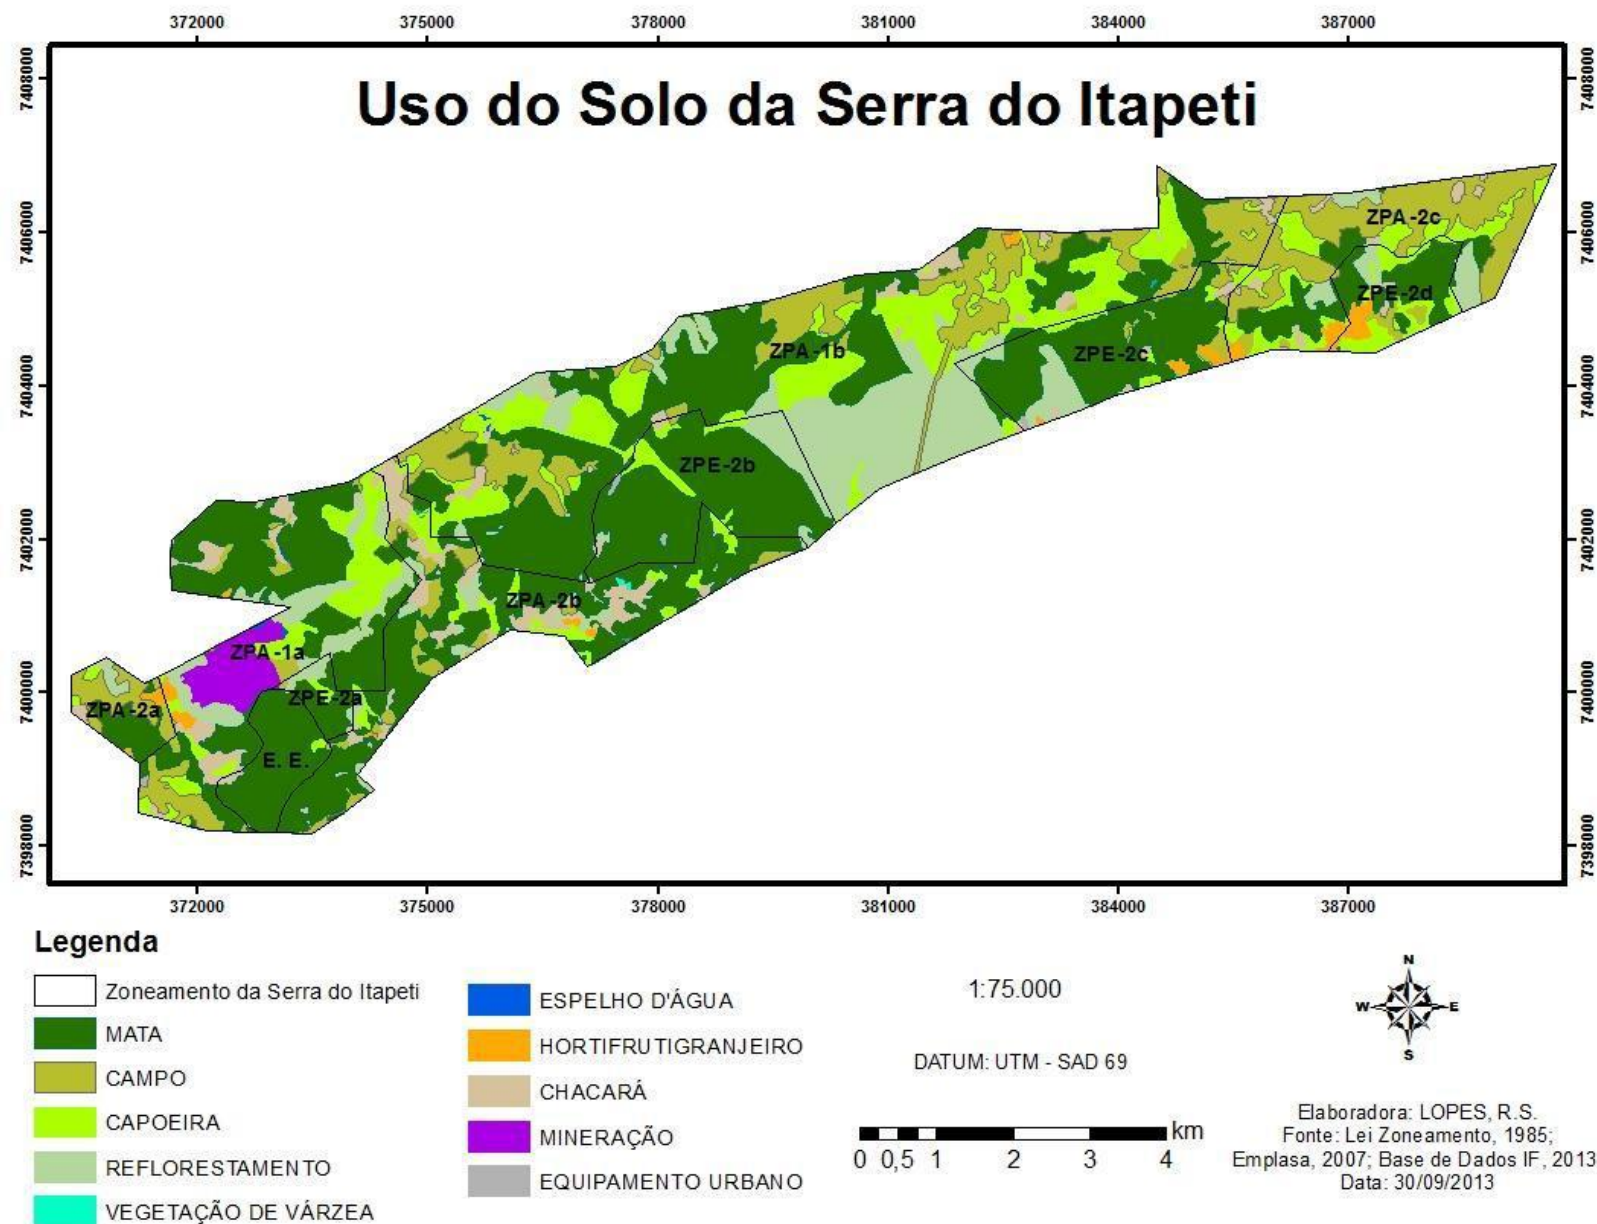 372000 375000 378000 381000 384000 387000
7408000 7408000
Uso do Solo da Serra do Itapeti
ZPA-2c
7406000 7406000
ZPE-2d
ZPA-1b
ZPE-2c
7404000 7404000
ZPE-2b
7402000 7402000
ZPA-2b
ZPA-1a
ZPE-2a
7400000 7400000
ZPA-2a
E. E.
7398000 7398000
372000 375000 378000 381000 384000 387000
Legenda
Zoneamento da Serra do Itapeti
MATA
CAMPO
CAPOEIRA
REFLORESTAMENTO
VEGETAÇÃO DE VÁRZEA
ESPELHO D'ÁGUA
HORTIFRUTIGRANJEIRO
CHACARÁ
MINERAÇÃO
EQUIPAMENTO URBANO
1:75.000
DATUM: UTM - SAD 69
km
0 0,5 1 2 3 4
N
W E
S
Elaboradora: LOPES, R.S.
Fonte: Lei Zoneamento, 1985;
Emplasa, 2007; Base de Dados IF, 2013
Data: 30/09/2013